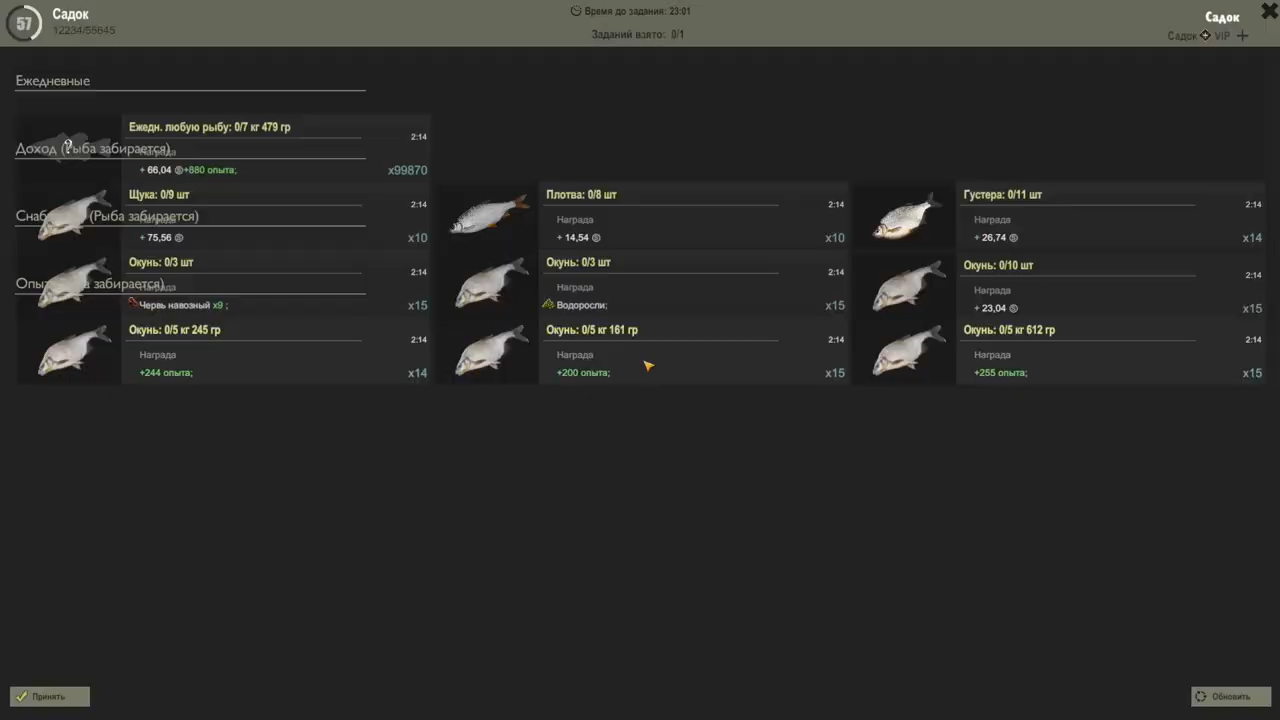 57
Садок
12234/55645
Время до задания: 23:01
Заданий взято: 0/1
Садок
Садок VIP
Ежедневные
Ежедн. любую рыбу: 0/7 кг 479 гр
2:14
Доход (Рыба забирается)
?
Награда
+ 66,04 +880 опыта;
x99870
Щука: 0/9 шт
2:14
Награда
+ 75,56
x10
Плотва: 0/8 шт
2:14
Награда
+ 14,54
x10
Густера: 0/11 шт
2:14
Награда
+ 26,74
x14
(Рыба забирается)
Окунь: 0/3 шт
2:14
Награда
Червь навозный x9 ;
x15
Окунь: 0/3 шт
2:14
Награда
Водоросли;
x15
Окунь: 0/10 шт
2:14
Награда
+ 23,04
x15
забирается)
Окунь: 0/5 кг 245 гр
2:14
Награда
+244 опыта;
x14
Окунь: 0/5 кг 161 гр
2:14
Награда
+200 опыта;
x15
Окунь: 0/5 кг 612 гр
2:14
Награда
+255 опыта;
x15
Принять
Обновить